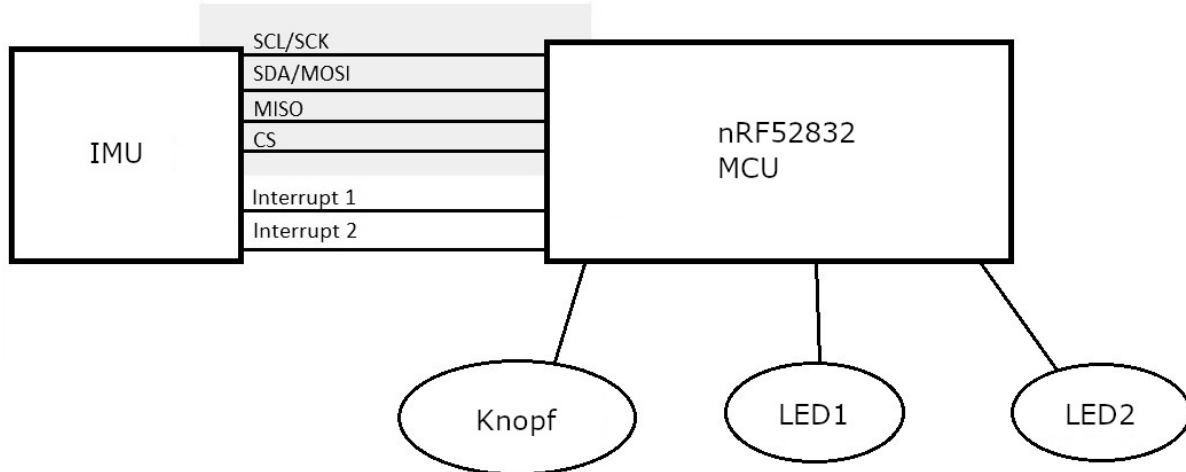 SCL/SCK
SDA/MOSI
MISO
CS
IMU
nRF52832
MCU
Interrupt 1
Interrupt 2
Knopf
LED1
LED2